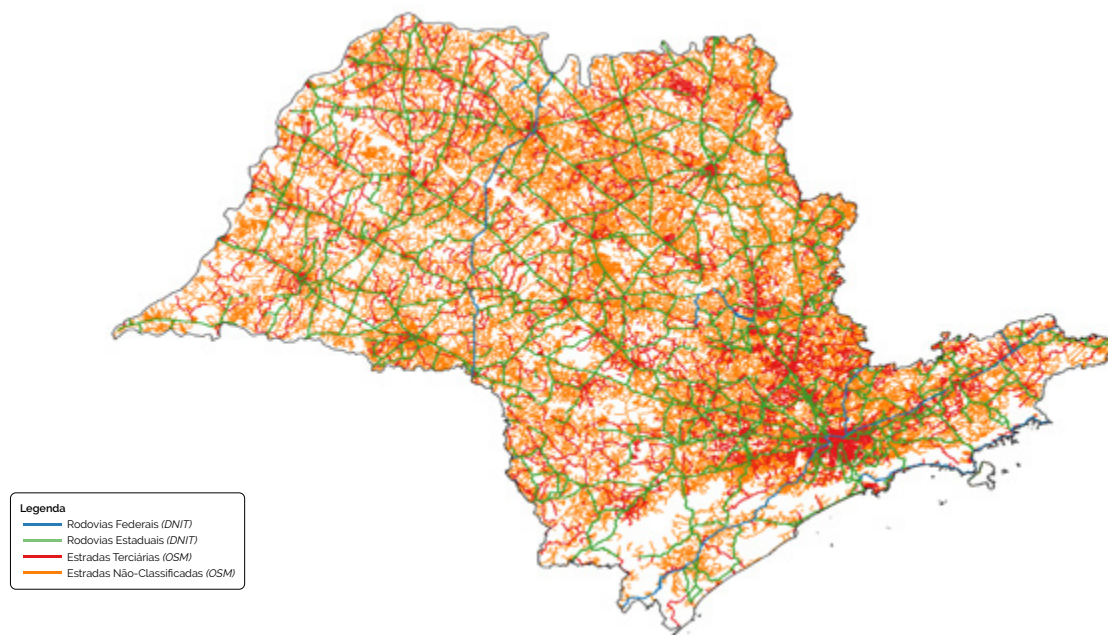 Legenda
Rodovias Federais (DNIT)
Rodovias Estaduais (DNIT)
Estradas Terciárias (OSM)
Estradas Não-Classificadas (OSM)